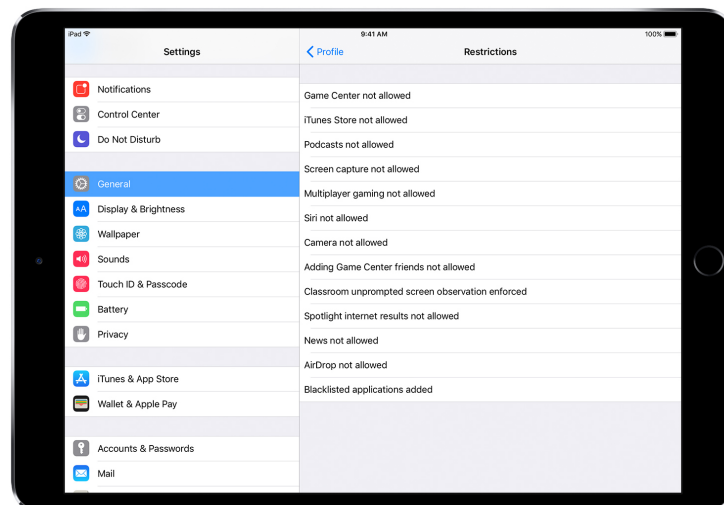 iPad
9:41 AM
100%
Settings
Profile
Restrictions
Notifications
Control Center
Do Not Disturb
General
AA
Display & Brightness
Wallpaper
Sounds
Touch ID & Passcode
Battery
Privacy
iTunes & App Store
Wallet & Apple Pay
Accounts & Passwords
Mail
Game Center not allowed
iTunes Store not allowed
Podcasts not allowed
Screen capture not allowed
Multiplayer gaming not allowed
Siri not allowed
Camera not allowed
Adding Game Center friends not allowed
Classroom unprompted screen observation enforced
Spotlight internet results not allowed
News not allowed
AirDrop not allowed
Blacklisted applications added